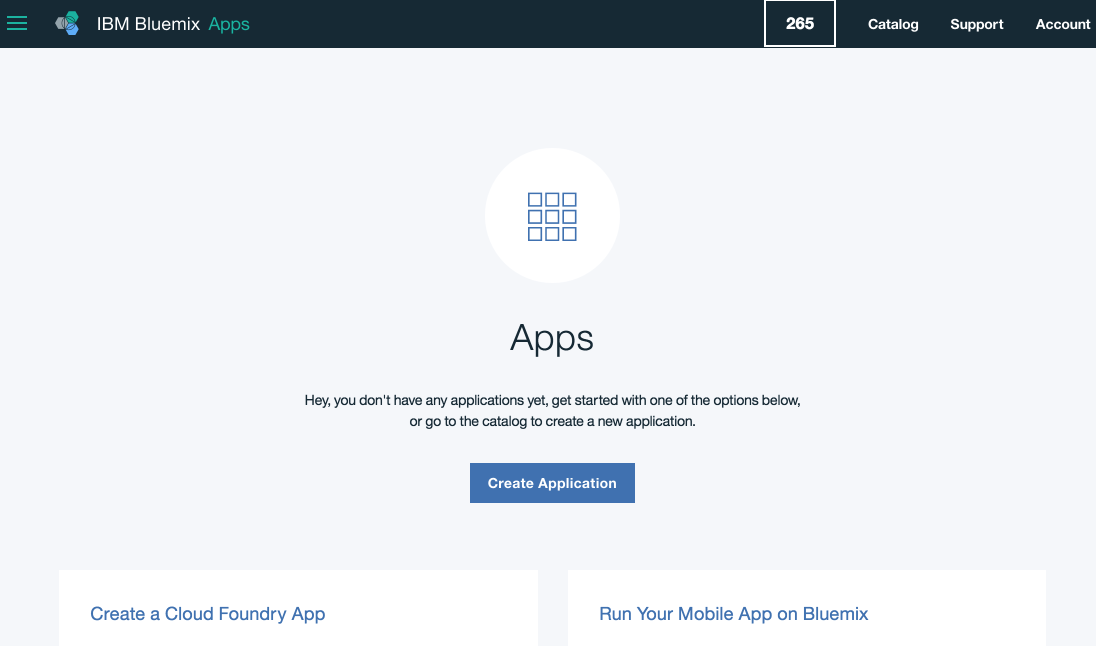 IBM Bluemix Apps
265
Catalog
Support
Account
Apps
Hey, you don't have any applications yet, get started with one of the options below,
or go to the catalog to create a new application.
Create Application
Create a Cloud Foundry App
Run Your Mobile App on Bluemix